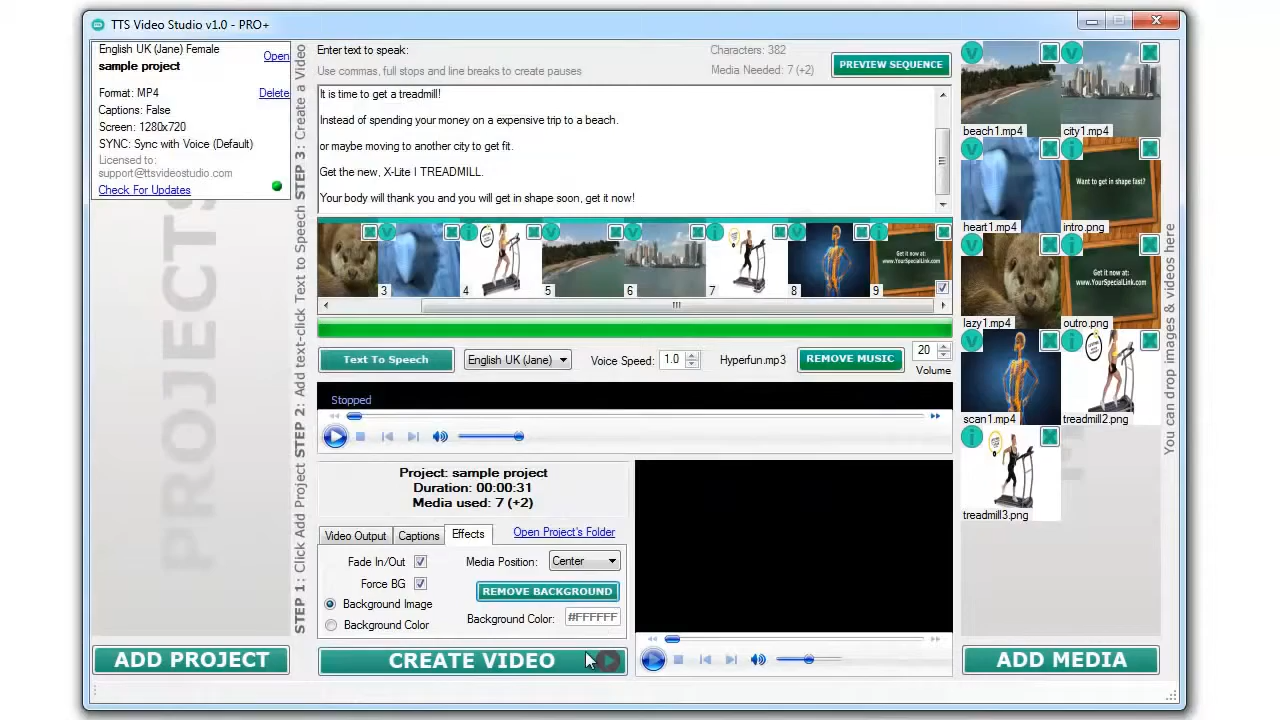 TTS Video Studio v1.0 - PRO+
English UK (Jane) Female
Open
sample project
Format: MP4
Delete
Captions: False
Screen: 1280x720
SYNC: Sync with Voice (Default)
Licensed to:
support@ttsvideostudio.com
Check For Updates
PROJECTS
STEP 1: Click Add Project STEP 2: Add text-click Text to Speech STEP 3: Create a Video
Enter text to speak:
Characters: 382
Use commas, full stops and line breaks to create pauses
Media Needed: 7 (+2)
PREVIEW SEQUENCE
It is time to get a treadmill!
Instead of spending your money on a expensive trip to a beach.
or maybe moving to another city to get fit.
Get the new, X-Lite I TREADMILL.
Your body will thank you and you will get in shape soon, get it now!
3
4
5
6
7
8
9
Get it now at:
www.YourSpecialLink.com
Text To Speech
English UK (Jane)
Voice Speed:
1.0
Hyperfun.mp3
REMOVE MUSIC
20
Volume
Stopped
Project: sample project
Duration: 00:00:31
Media used: 7 (+2)
Video Output
Captions
Effects
Open Project's Folder
Fade In/Out
Media Position:
Center
Force BG
REMOVE BACKGROUND
Background Image
Background Color:
#FFFFFF
Background Color
ADD PROJECT
CREATE VIDEO
ADD MEDIA
beach1.mp4
city1.mp4
Want to get in shape fast?
heart1.mp4
intro.png
Get it now at:
www.YourSpecialLink.com
lazy1.mp4
outro.png
scan1.mp4
treadmill2.png
treadmill3.png
You can drop images & videos here